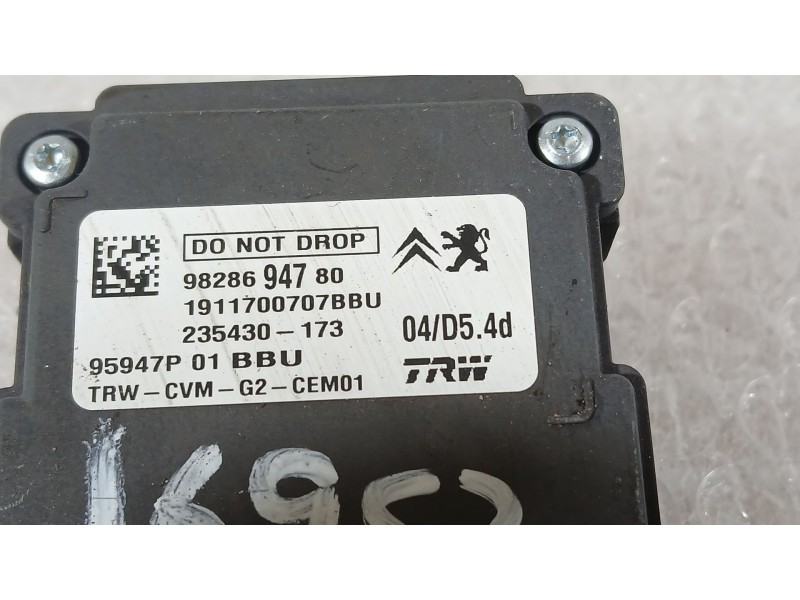 DO NOT DROP
98286 947 80
1911700707BBU
235430-173
04/D5.4d
95947P 01 BBU
TRW
TRW-CVM-G2-CEM01